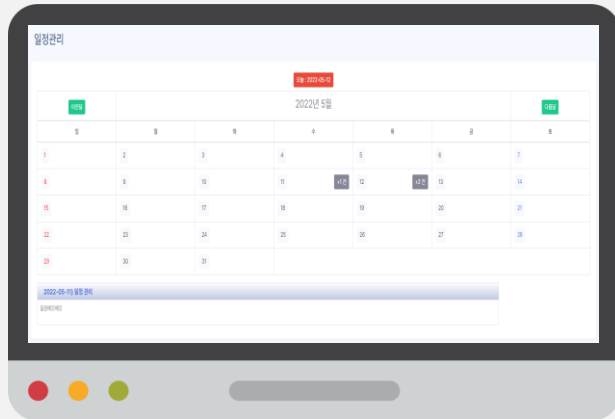 일정관리
오늘 : 2022-05-12
이전달 2022년 5월 다음달
일 월 화 수 목 금 토
1 2 3 4 5 6 7
8 9 10 11 +1 건 12 +2 건 13 14
15 16 17 18 19 20 21
22 23 24 25 26 27 28
29 30 31
2022-05-11) 일정 관리